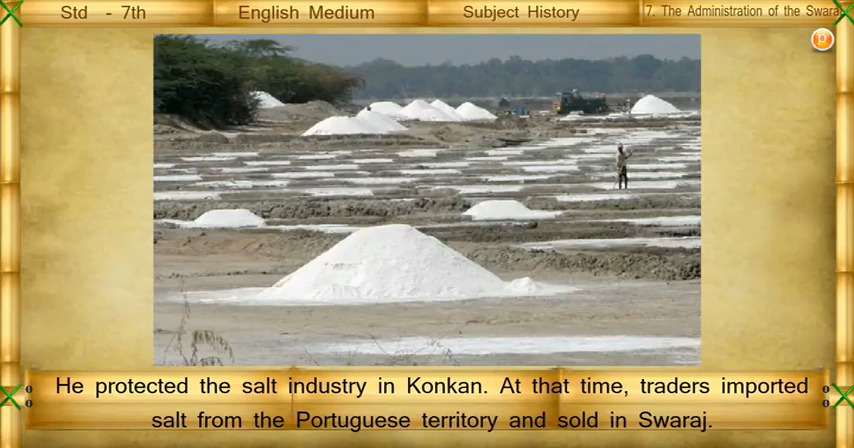 Std - 7th English Medium Subject History 7. The Administration of the Swaraj
P
He protected the salt industry in Konkan. At that time, traders imported
salt from the Portuguese territory and sold in Swaraj.